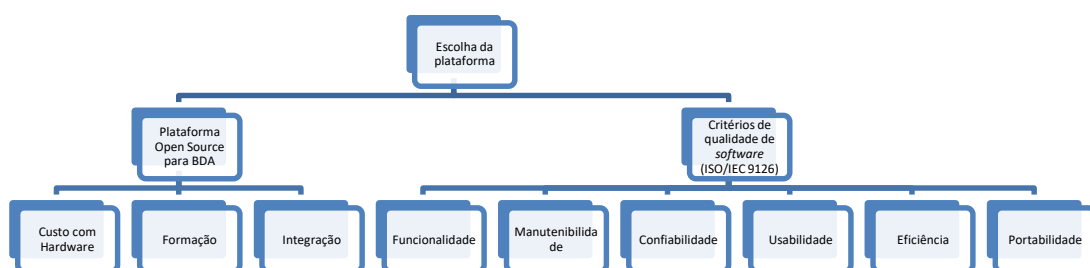 Escolha da
plataforma
Plataforma
Open Source
para BDA
Critérios de
qualidade de
software
(ISO/IEC 9126)
Custo com
Hardware
Formação
Integração
Funcionalidade
Manutenibilida
de
Confiabilidade
Usabilidade
Eficiência
Portabilidade